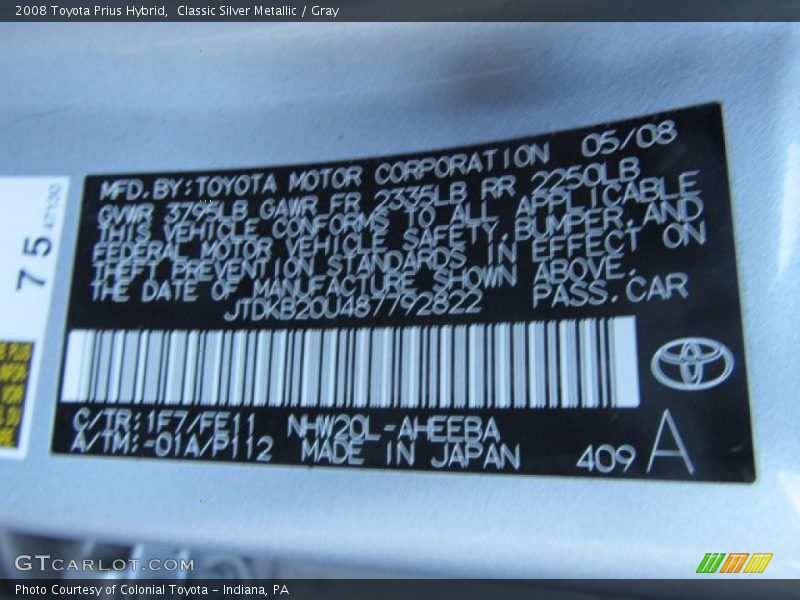 2008 Toyota Prius Hybrid,  Classic Silver Metallic / Gray
MFD.BY:TOYOTA MOTOR CORPORATION 05/08
GVWR 3795LB GAWR FR 2335LB RR 2250LB
THIS VEHICLE CONFORMS TO ALL APPLICABLE
FEDERAL MOTOR VEHICLE SAFETY,BUMPER,AND
THEFT PREVENTION STANDARDS IN EFFECT ON
THE DATE OF MANUFACTURE SHOWN ABOVE.
JTDKB20U487792822 PASS.CAR
C/TR:1F7/FE11 NHW20L-AHEEBA
A/TM:-01A/P112 MADE IN JAPAN 409 A
75
47130
GTCARLOT.COM
Photo Courtesy of Colonial Toyota - Indiana, PA